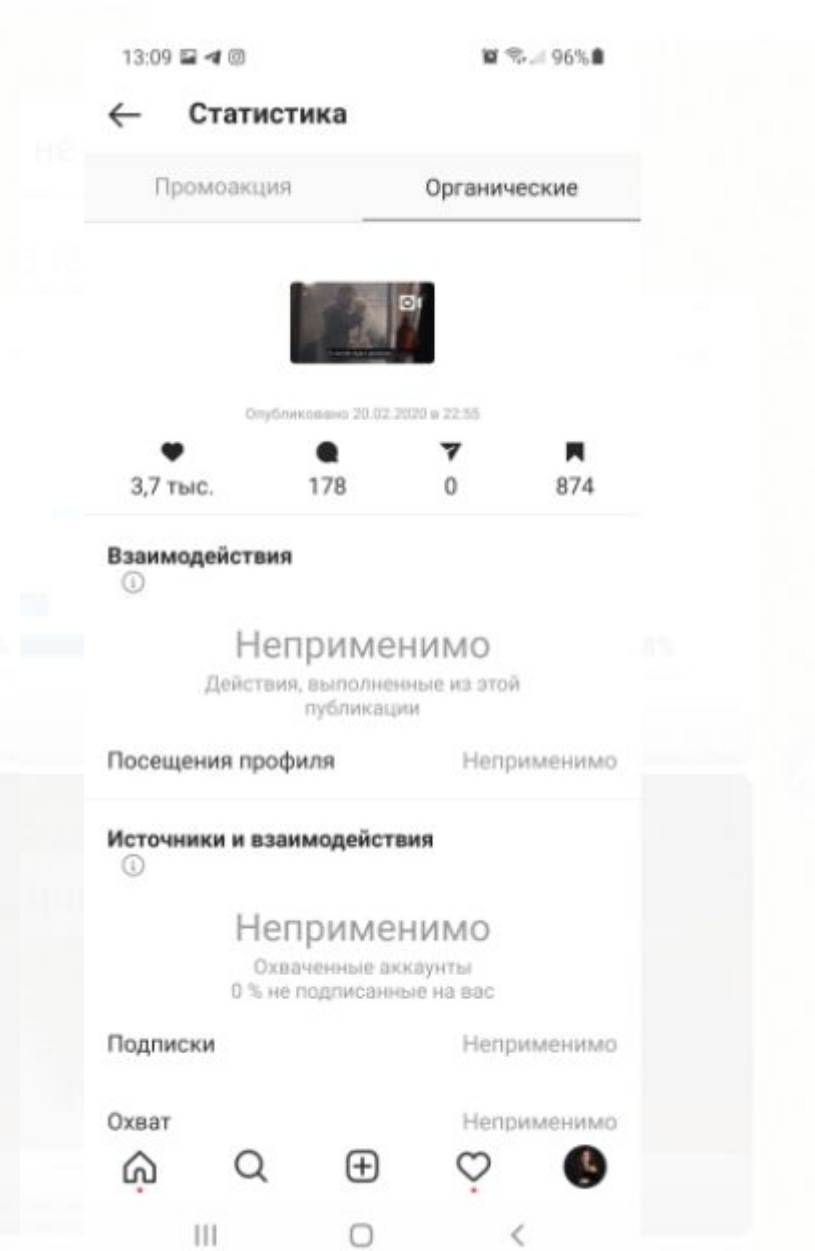 13:09
96%
Статистика
Промоакция
Органические
Опубликовано 20.02.2020 в 22:55
3,7 тыс.
178
0
874
Взаимодействия
Неприменимо
Действия, выполненные из этой
публикации
Посещения профиля
Неприменимо
Источники и взаимодействия
Неприменимо
Охваченные аккаунты
0 % не подписанные на вас
Подписки
Неприменимо
Охват
Неприменимо